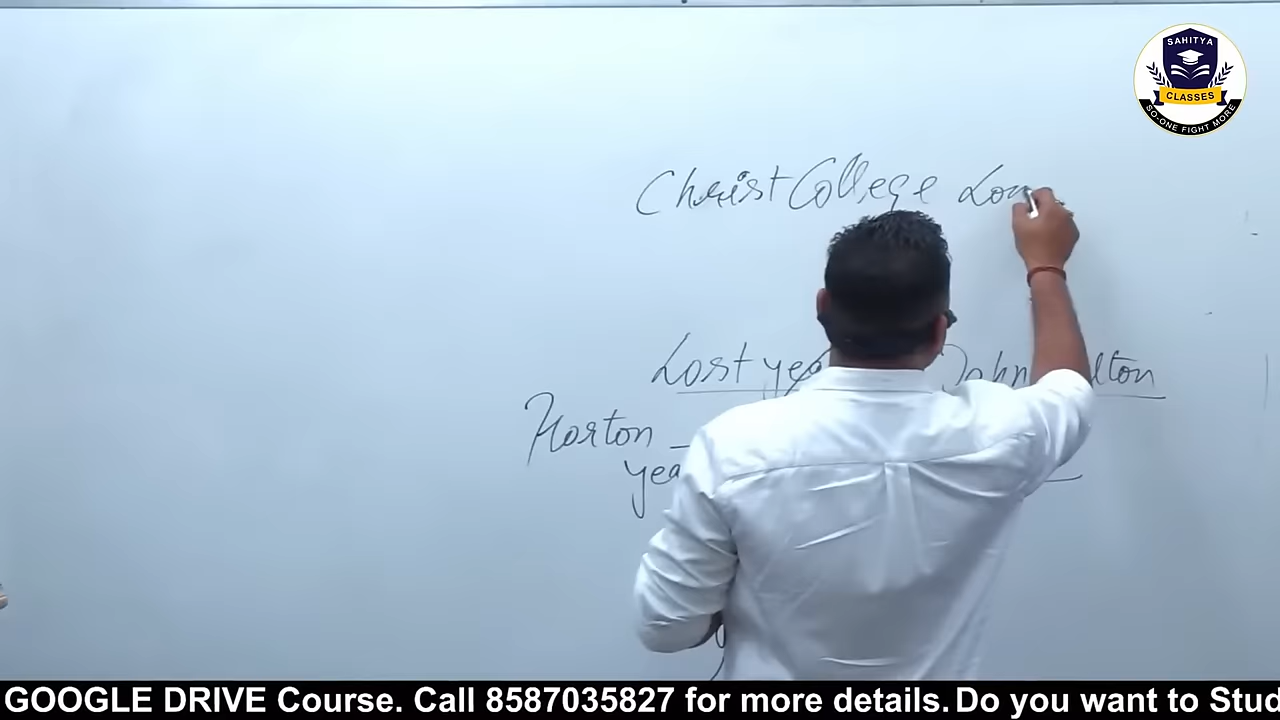 SAHITYA
CLASSES
SO-ONE FIGHT MORE
Christ College Lon
Lost yea John lton
Horton –
yea
GOOGLE DRIVE Course. Call 8587035827 for more details. Do you want to Stud